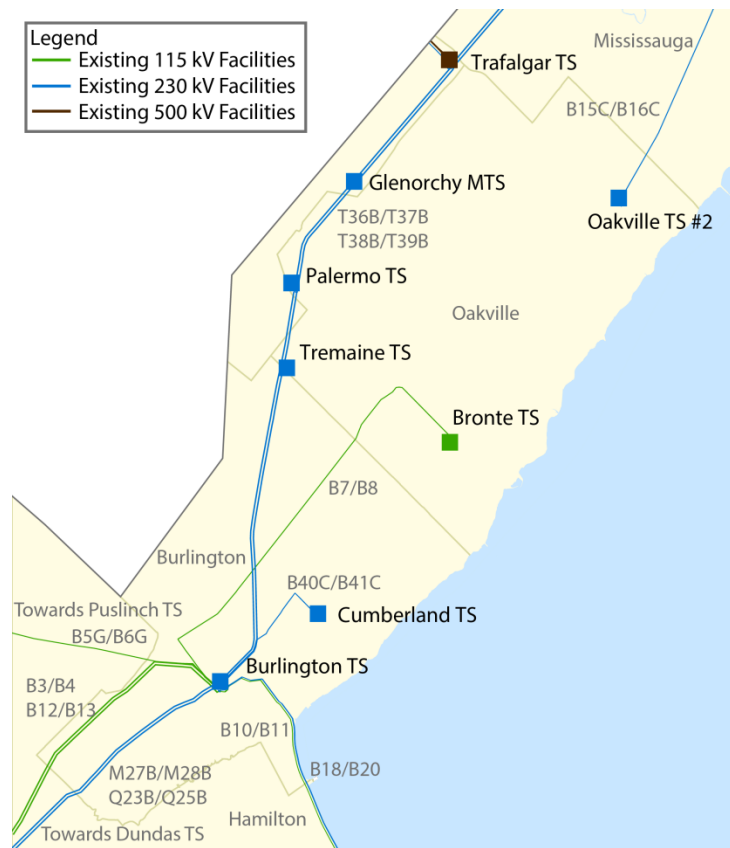 Legend
Existing 115 kV Facilities
Existing 230 kV Facilities
Existing 500 kV Facilities
Mississauga
Trafalgar TS
B15C/B16C
Glenorchy MTS
Oakville TS #2
T36B/T37B
T38B/T39B
Palermo TS
Oakville
Tremaine TS
Bronte TS
B7/B8
Burlington
B40C/B41C
Towards Puslinch TS
Cumberland TS
B5G/B6G
Burlington TS
B3/B4
B12/B13
B10/B11
M27B/M28B
B18/B20
Q23B/Q25B
Hamilton
Towards Dundas TS